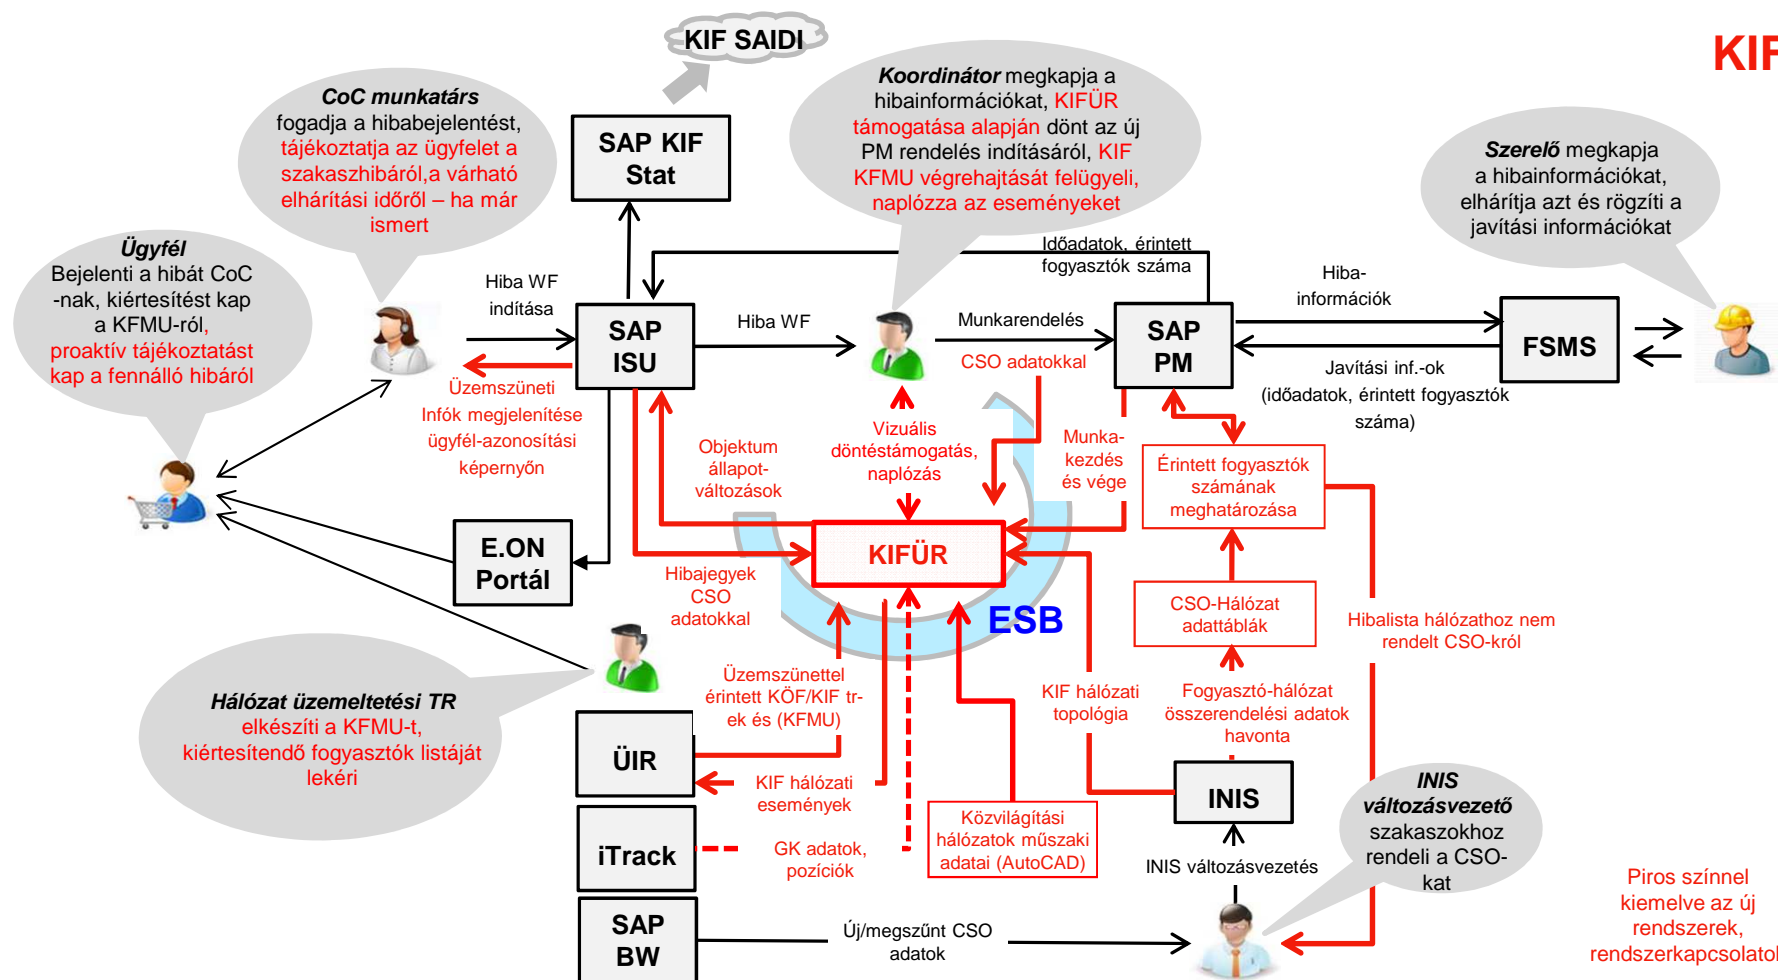 KIF SAIDI
KIF
CoC munkatárs
fogadja a hibabejelentést,
tájékoztatja az ügyfelet a
szakaszhibáról,a várható
elhárítási időről – ha már
ismert
SAP KIF
Stat
Koordinátor megkapja a
hibainformációkat, KIFÜR
támogatása alapján dönt az új
PM rendelés indításáról, KIF
KFMU végrehajtását felügyeli,
naplózza az eseményeket
Szerelő megkapja
a hibainformációkat,
elhárítja azt és rögzíti a
javítási információkat
Ügyfél
Bejelenti a hibát CoC
-nak, kiértesítést kap
a KFMU-ról,
proaktív tájékoztatást
kap a fennálló hibáról
Hiba WF
indítása
SAP
ISU
Hiba WF
Munkarendelés
CSO adatokkal
Időadatok, érintett
fogyasztók száma
SAP
PM
Hiba-
információk
Javítási inf.-ok
(időadatok, érintett fogyasztók
száma)
FSMS
Üzemszüneti
Infók megjelenítése
ügyfél-azonosítási
képernyőn
Objektum
állapot-
változások
Vizuális
döntéstámogatás,
naplózás
Munka-
kezdés
és vége
Érintett fogyasztók
számának
meghatározása
E.ON
Portál
Hibajegyek
CSO
adatokkal
KIFÜR
ESB
CSO-Hálózat
adattáblák
Hibalista hálózathoz nem
rendelt CSO-król
Hálózat üzemeltetési TR
elkészíti a KFMU-t,
kiértesítendő fogyasztók listáját
lekéri
Üzemszünettel
érintett KÖF/KIF tr-
ek és (KFMU)
KIF hálózati
topológia
Fogyasztó-hálózat
összerendelési adatok
havonta
ÜIR
KIF hálózati
események
INIS
INIS
változásvezető
szakaszokhoz
rendeli a CSO-
kat
iTrack
GK adatok,
pozíciók
Közvilágítási
hálózatok műszaki
adatai (AutoCAD)
INIS változásvezetés
SAP
BW
Új/megszűnt CSO
adatok
Piros színnel
kiemelve az új
rendszerek,
rendszerkapcsolatok